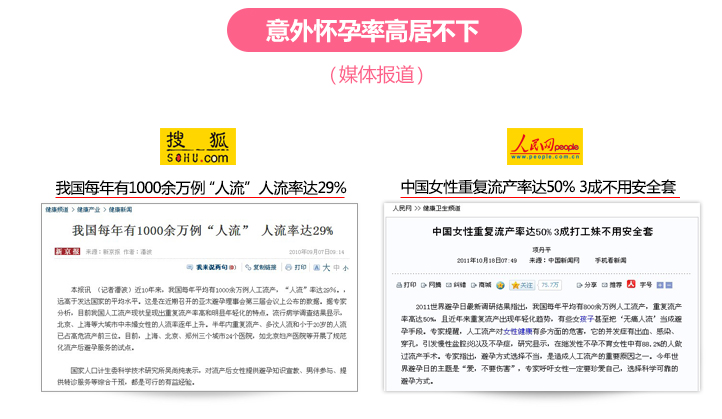 意外怀孕率高居不下
（媒体报道）
搜狐
SOHU.com
我国每年有1000余万例“人流” 人流率达29%
健康频道 > 健康产业 > 健康新闻
我国每年有1000余万例“人流” 人流率达29%
新京报 来源：新京报 作者：潘波 2010年09月07日09:14
我来说两句(80) 复制链接 打印 大 中 小
本报讯 （记者潘波）近10年来，我国每年平均有1000余万例人工流产，“人流”率达29%，
远高于发达国家的平均水平。这是在近期召开的亚太避孕理事会第三届会议上公布的数据。据专家
分析，目前我国人工流产现状呈现出重复流产率高和明显年轻化的特点。流行病学调查结果显示，
北京、上海等大城市中未婚女性的人流率逐年上升。半年内重复流产、多次人流和小于20岁的人流
已占高危流产前三位。目前，上海、北京、郑州三个城市24个医院，如北京妇产医院等开展了规范
化流产后避孕服务的试点。
国家人口计生委科学技术研究所吴尚纯表示，对流产后女性提供避孕知识宣教、男伴参与、提
供转诊服务等综合干预，都是可行的有益经验。
人民网people
www.people.com.cn
中国女性重复流产率达50% 3成不用安全套
人民网 >> 健康卫生频道
中国女性重复流产率达50% 3成打工妹不用安全套
项丹平
2011年10月18日07:49 来源：中国新闻网 手机看新闻
打印 网摘 纠错 商城 关注 75.7万 分享 推荐 人 字号
2011世界避孕日最新调研结果指出，我国每年平均有800余万例人工流产，重复流产
率高达50%，且近年来重复流产出现年轻化趋势，有些女孩子甚至把‘无痛人流’当成避
孕手段。专家提醒，人工流产对女性健康有多方面的危害，它的并发症有出血、感染、
穿孔，引发慢性盆腔炎以及不孕症，研究显示，在继发性不孕不育女性中有88.2%的人做
过流产手术。专家指出，避孕方式选择不当，是造成人工流产的重要原因之一。今年世
界避孕日的主题是“爱，不要伤害”，专家呼吁女性一定要珍爱自己，选择科学可靠的
避孕方式。